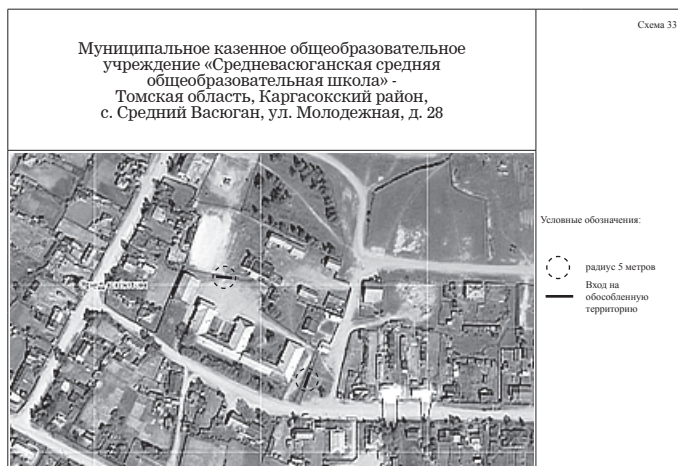 Схема 33
Муниципальное казенное общеобразовательное
учреждение «Средневасюганская средняя
общеобразовательная школа» -
Томская область, Каргасокский район,
с. Средний Васюган, ул. Молодежная, д. 28
Условные обозначения:
радиус 5 метров
Вход на
обособленную
территорию